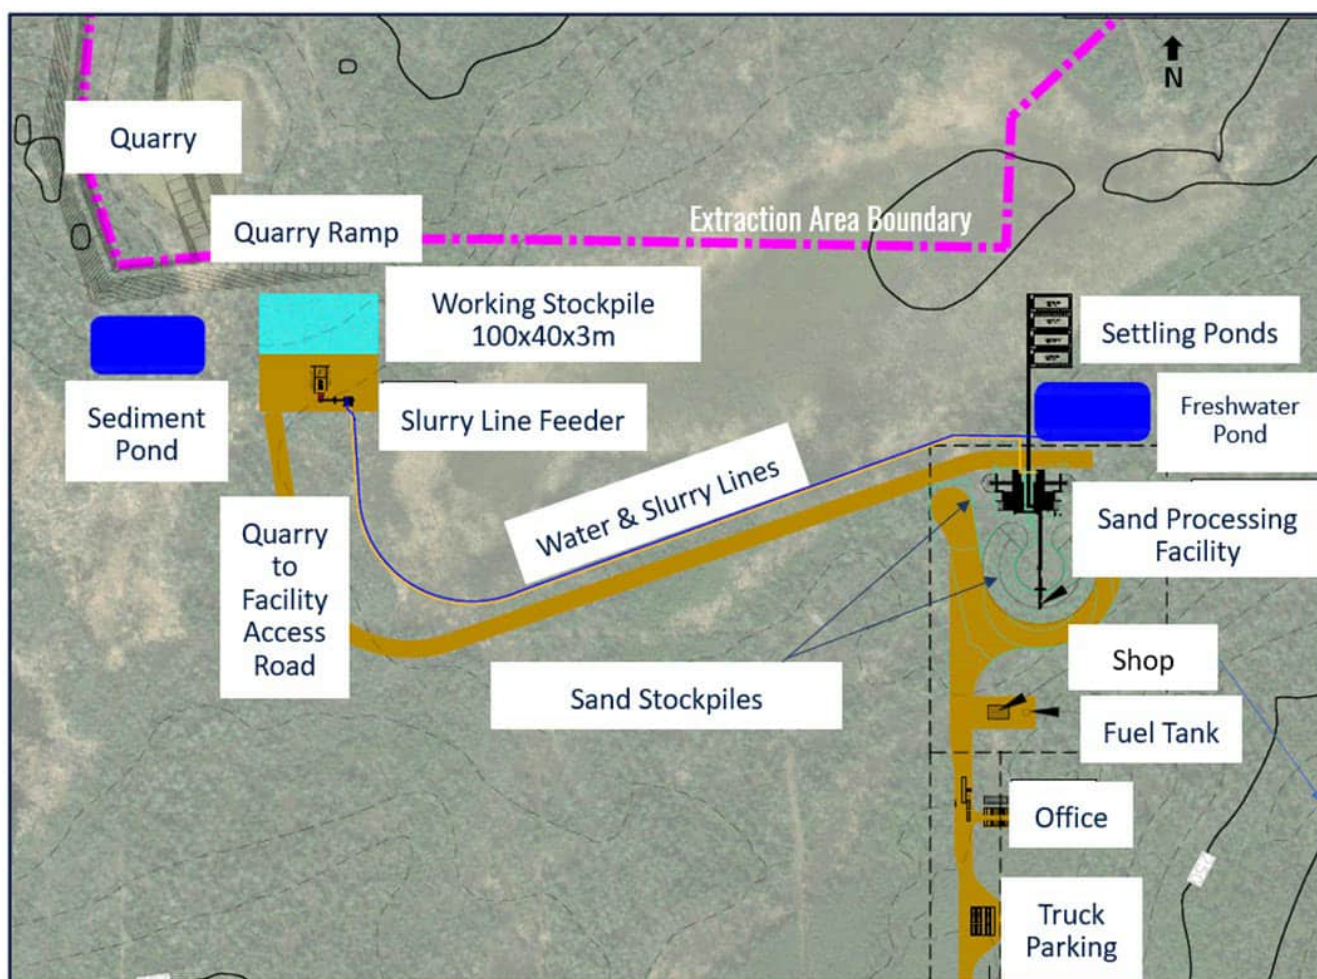 N
Quarry
Quarry Ramp
Extraction Area Boundary
Working Stockpile
100x40x3m
Settling Ponds
Sediment
Pond
Slurry Line Feeder
Freshwater
Pond
Water & Slurry Lines
Sand Processing
Facility
Quarry
to
Facility
Access
Road
Sand Stockpiles
Shop
Fuel Tank
Office
Truck
Parking